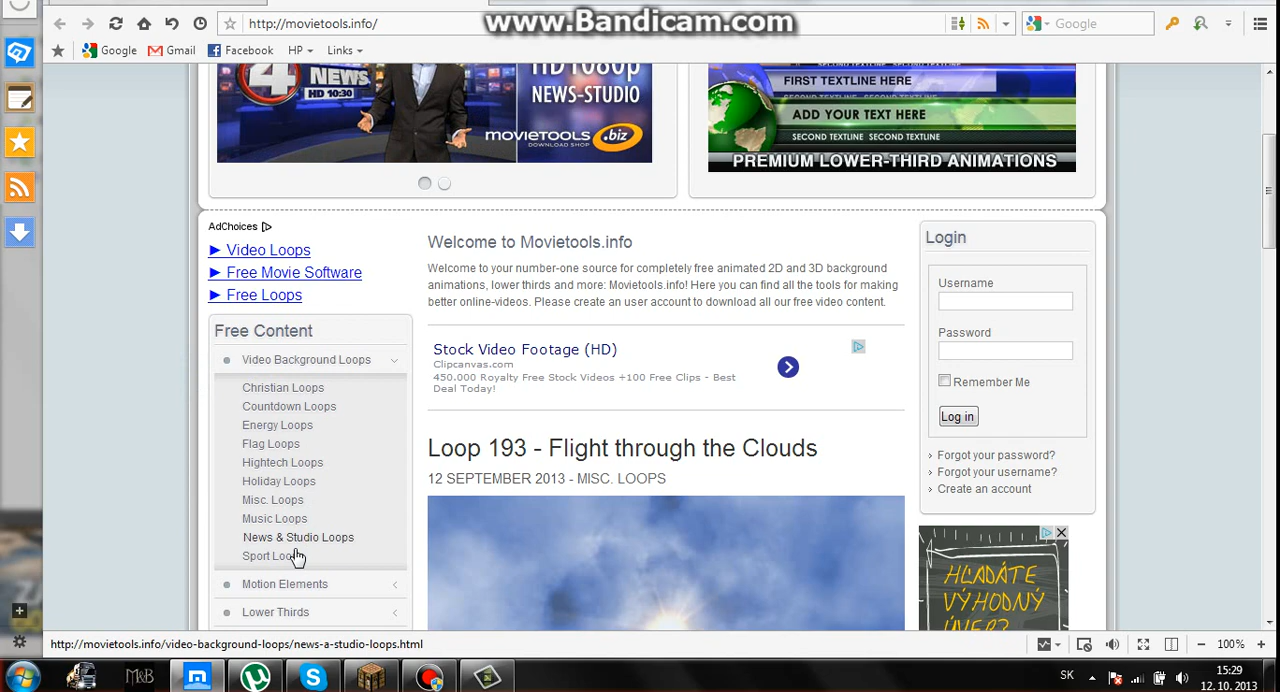 http://movietools.info/
www.Bandicam.com
Google
Google
Gmail
Facebook
HP
Links
4 NEWS
HD 10:30
HD 1080p
NEWS-STUDIO
MOVIETOOLS .biz
DOWNLOAD SHOP
FIRST TEXTLINE HERE
SECOND TEXTLINE SECOND TEXTLINE
ADD YOUR TEXT HERE
SECOND TEXTLINE SECOND TEXTLINE
PREMIUM LOWER-THIRD ANIMATIONS
AdChoices
► Video Loops
► Free Movie Software
► Free Loops
Free Content
Video Background Loops
Christian Loops
Countdown Loops
Energy Loops
Flag Loops
Hightech Loops
Holiday Loops
Misc. Loops
Music Loops
News & Studio Loops
Sport Loops
Motion Elements
Lower Thirds
Welcome to Movietools.info
Welcome to your number-one source for completely free animated 2D and 3D background
animations, lower thirds and more: Movietools.info! Here you can find all the tools for making
better online-videos. Please create an user account to download all our free video content.
Stock Video Footage (HD)
Clipcanvas.com
450.000 Royalty Free Stock Videos +100 Free Clips - Best
Deal Today!
Loop 193 - Flight through the Clouds
12 SEPTEMBER 2013 - MISC. LOOPS
Login
Username
Password
Remember Me
Log in
Forgot your password?
Forgot your username?
Create an account
HĽADÁTE
VÝHODNÝ
ÚVER?
http://movietools.info/video-background-loops/news-a-studio-loops.html
100%
M&B
SK
15:29
12. 10. 2013